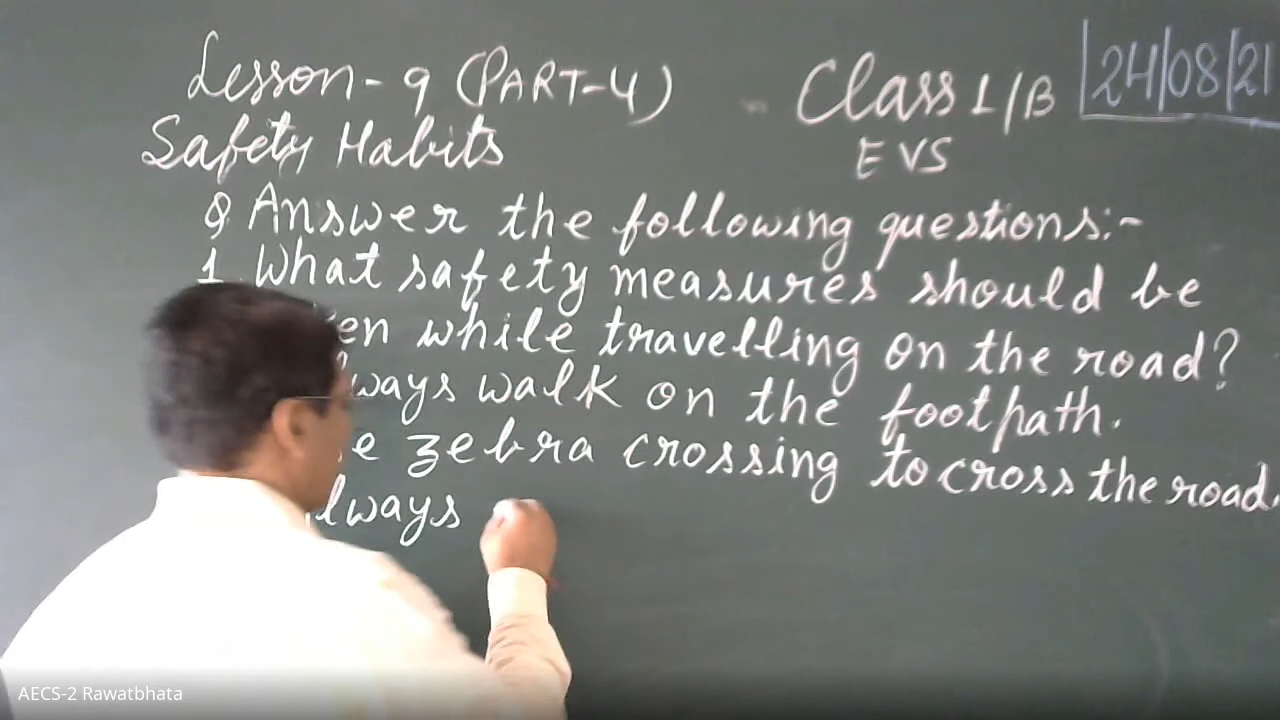 Lesson - 9 (PART-4) Class 1/B 24/08/21
Safety Habits EVS
Q Answer the following questions:-
1. What safety measures should be
en while travelling on the road?
ways walk on the footpath.
e zebra crossing to cross the road.
lways
AECS-2 Rawatbhata